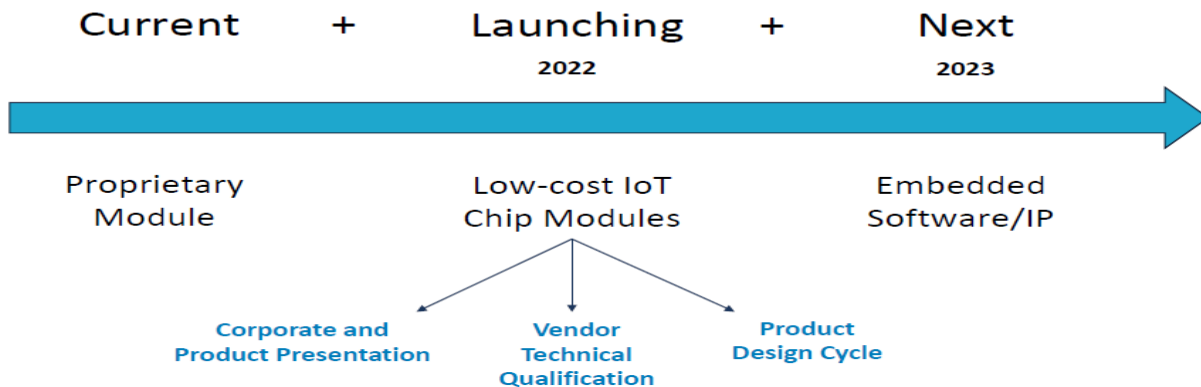 Current + Launching + Next
2022 2023
Proprietary Low-cost IoT Embedded
Module Chip Modules Software/IP
Corporate and
Product Presentation
Vendor
Technical
Qualification
Product
Design Cycle